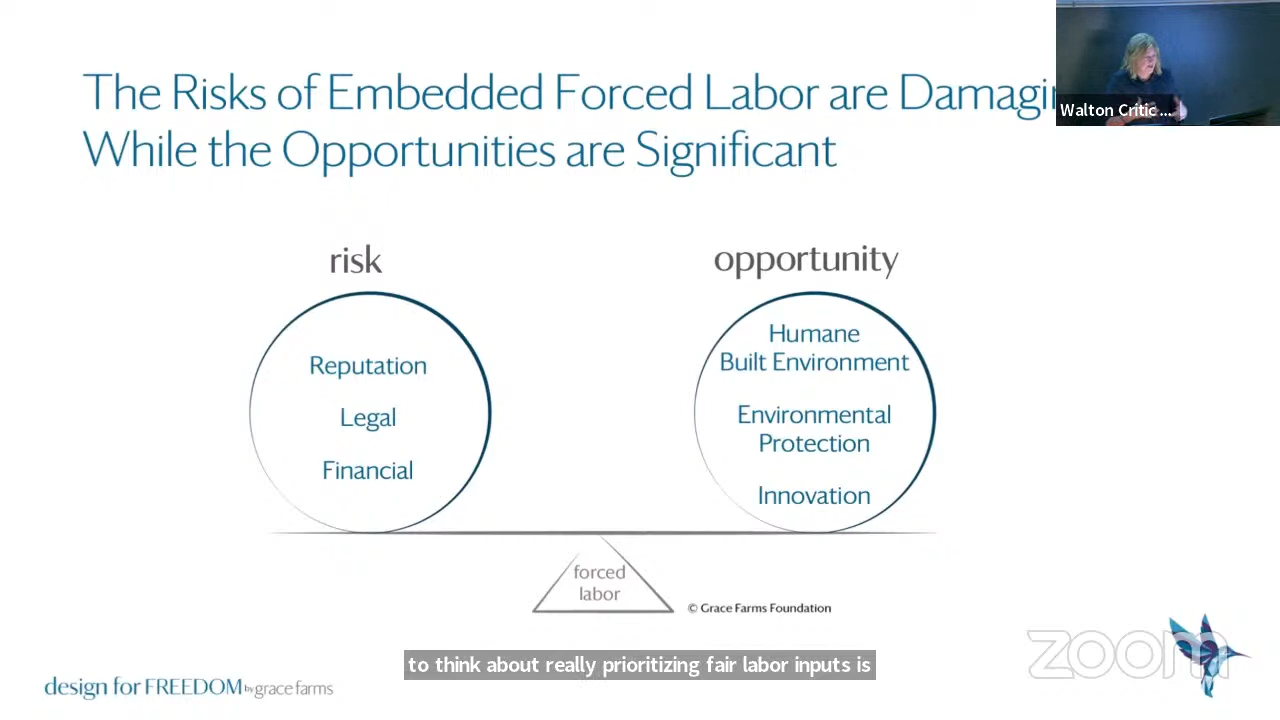 The Risks of Embedded Forced Labor are Damagi
While the Opportunities are Significant
Walton Critic ...
risk
opportunity
Reputation
Legal
Financial
Humane
Built Environment
Environmental
Protection
Innovation
forced
labor
© Grace Farms Foundation
to think about really prioritizing fair labor inputs is
zoom
design for FREEDOM by grace farms